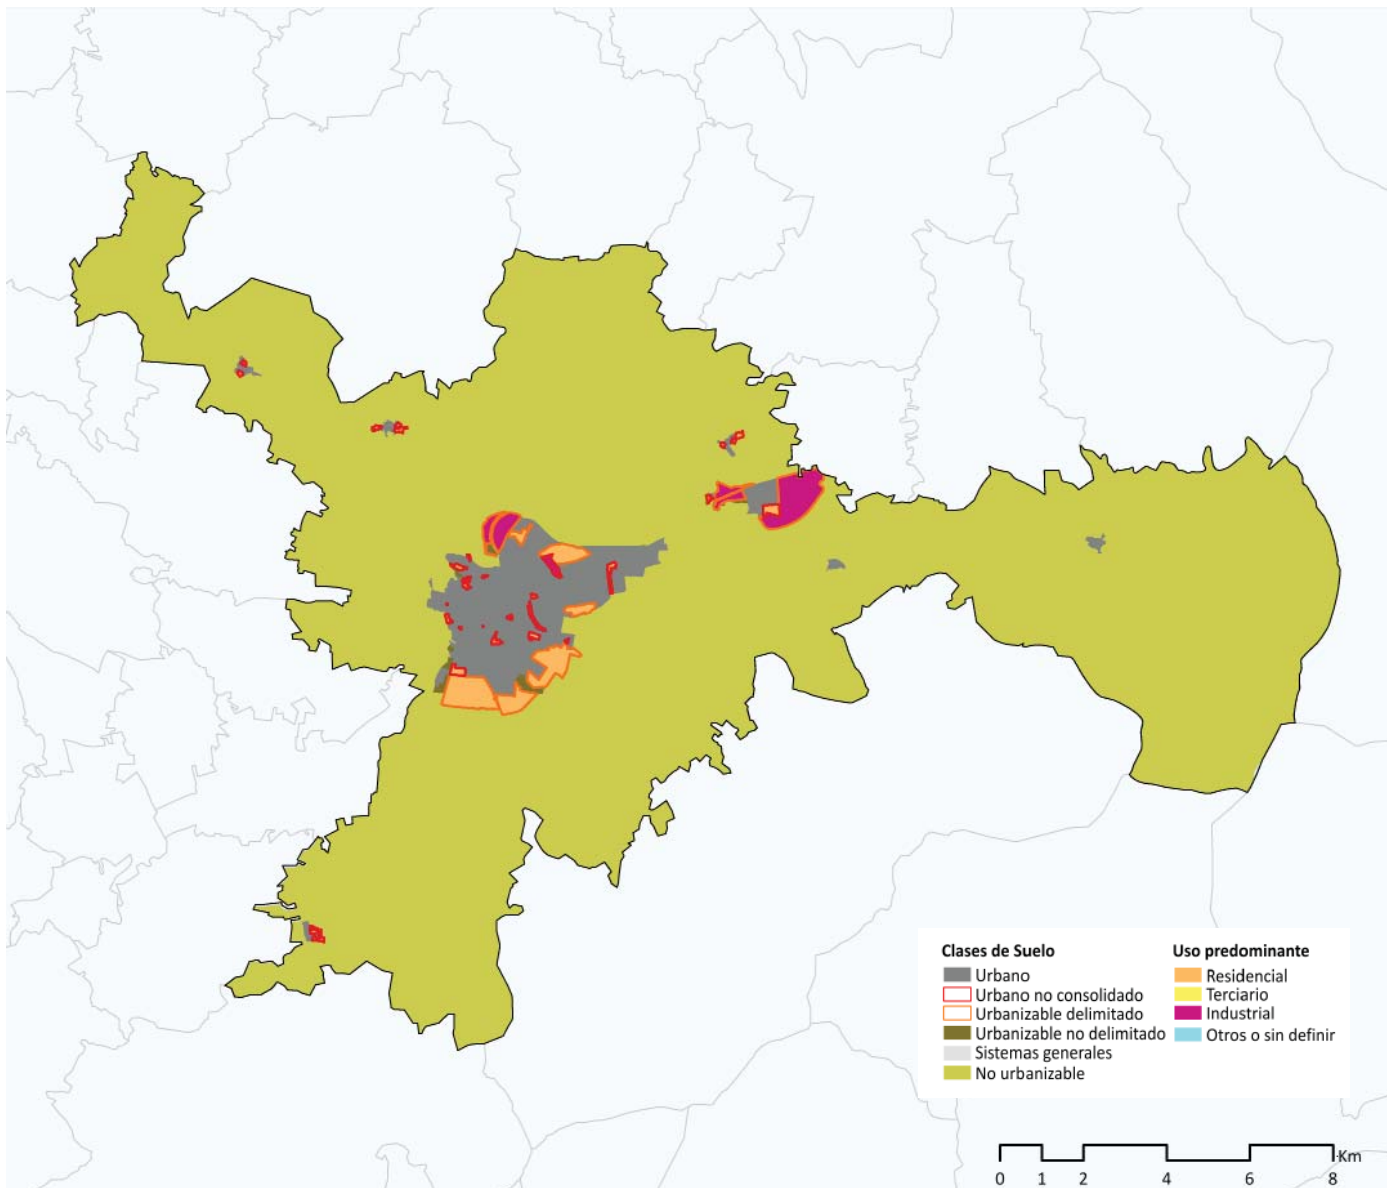 Clases de Suelo
Urbano
Urbano no consolidado
Urbanizable delimitado
Urbanizable no delimitado
Sistemas generales
No urbanizable
Uso predominante
Residencial
Terciario
Industrial
Otros o sin definir
Km
0 1 2 4 6 8